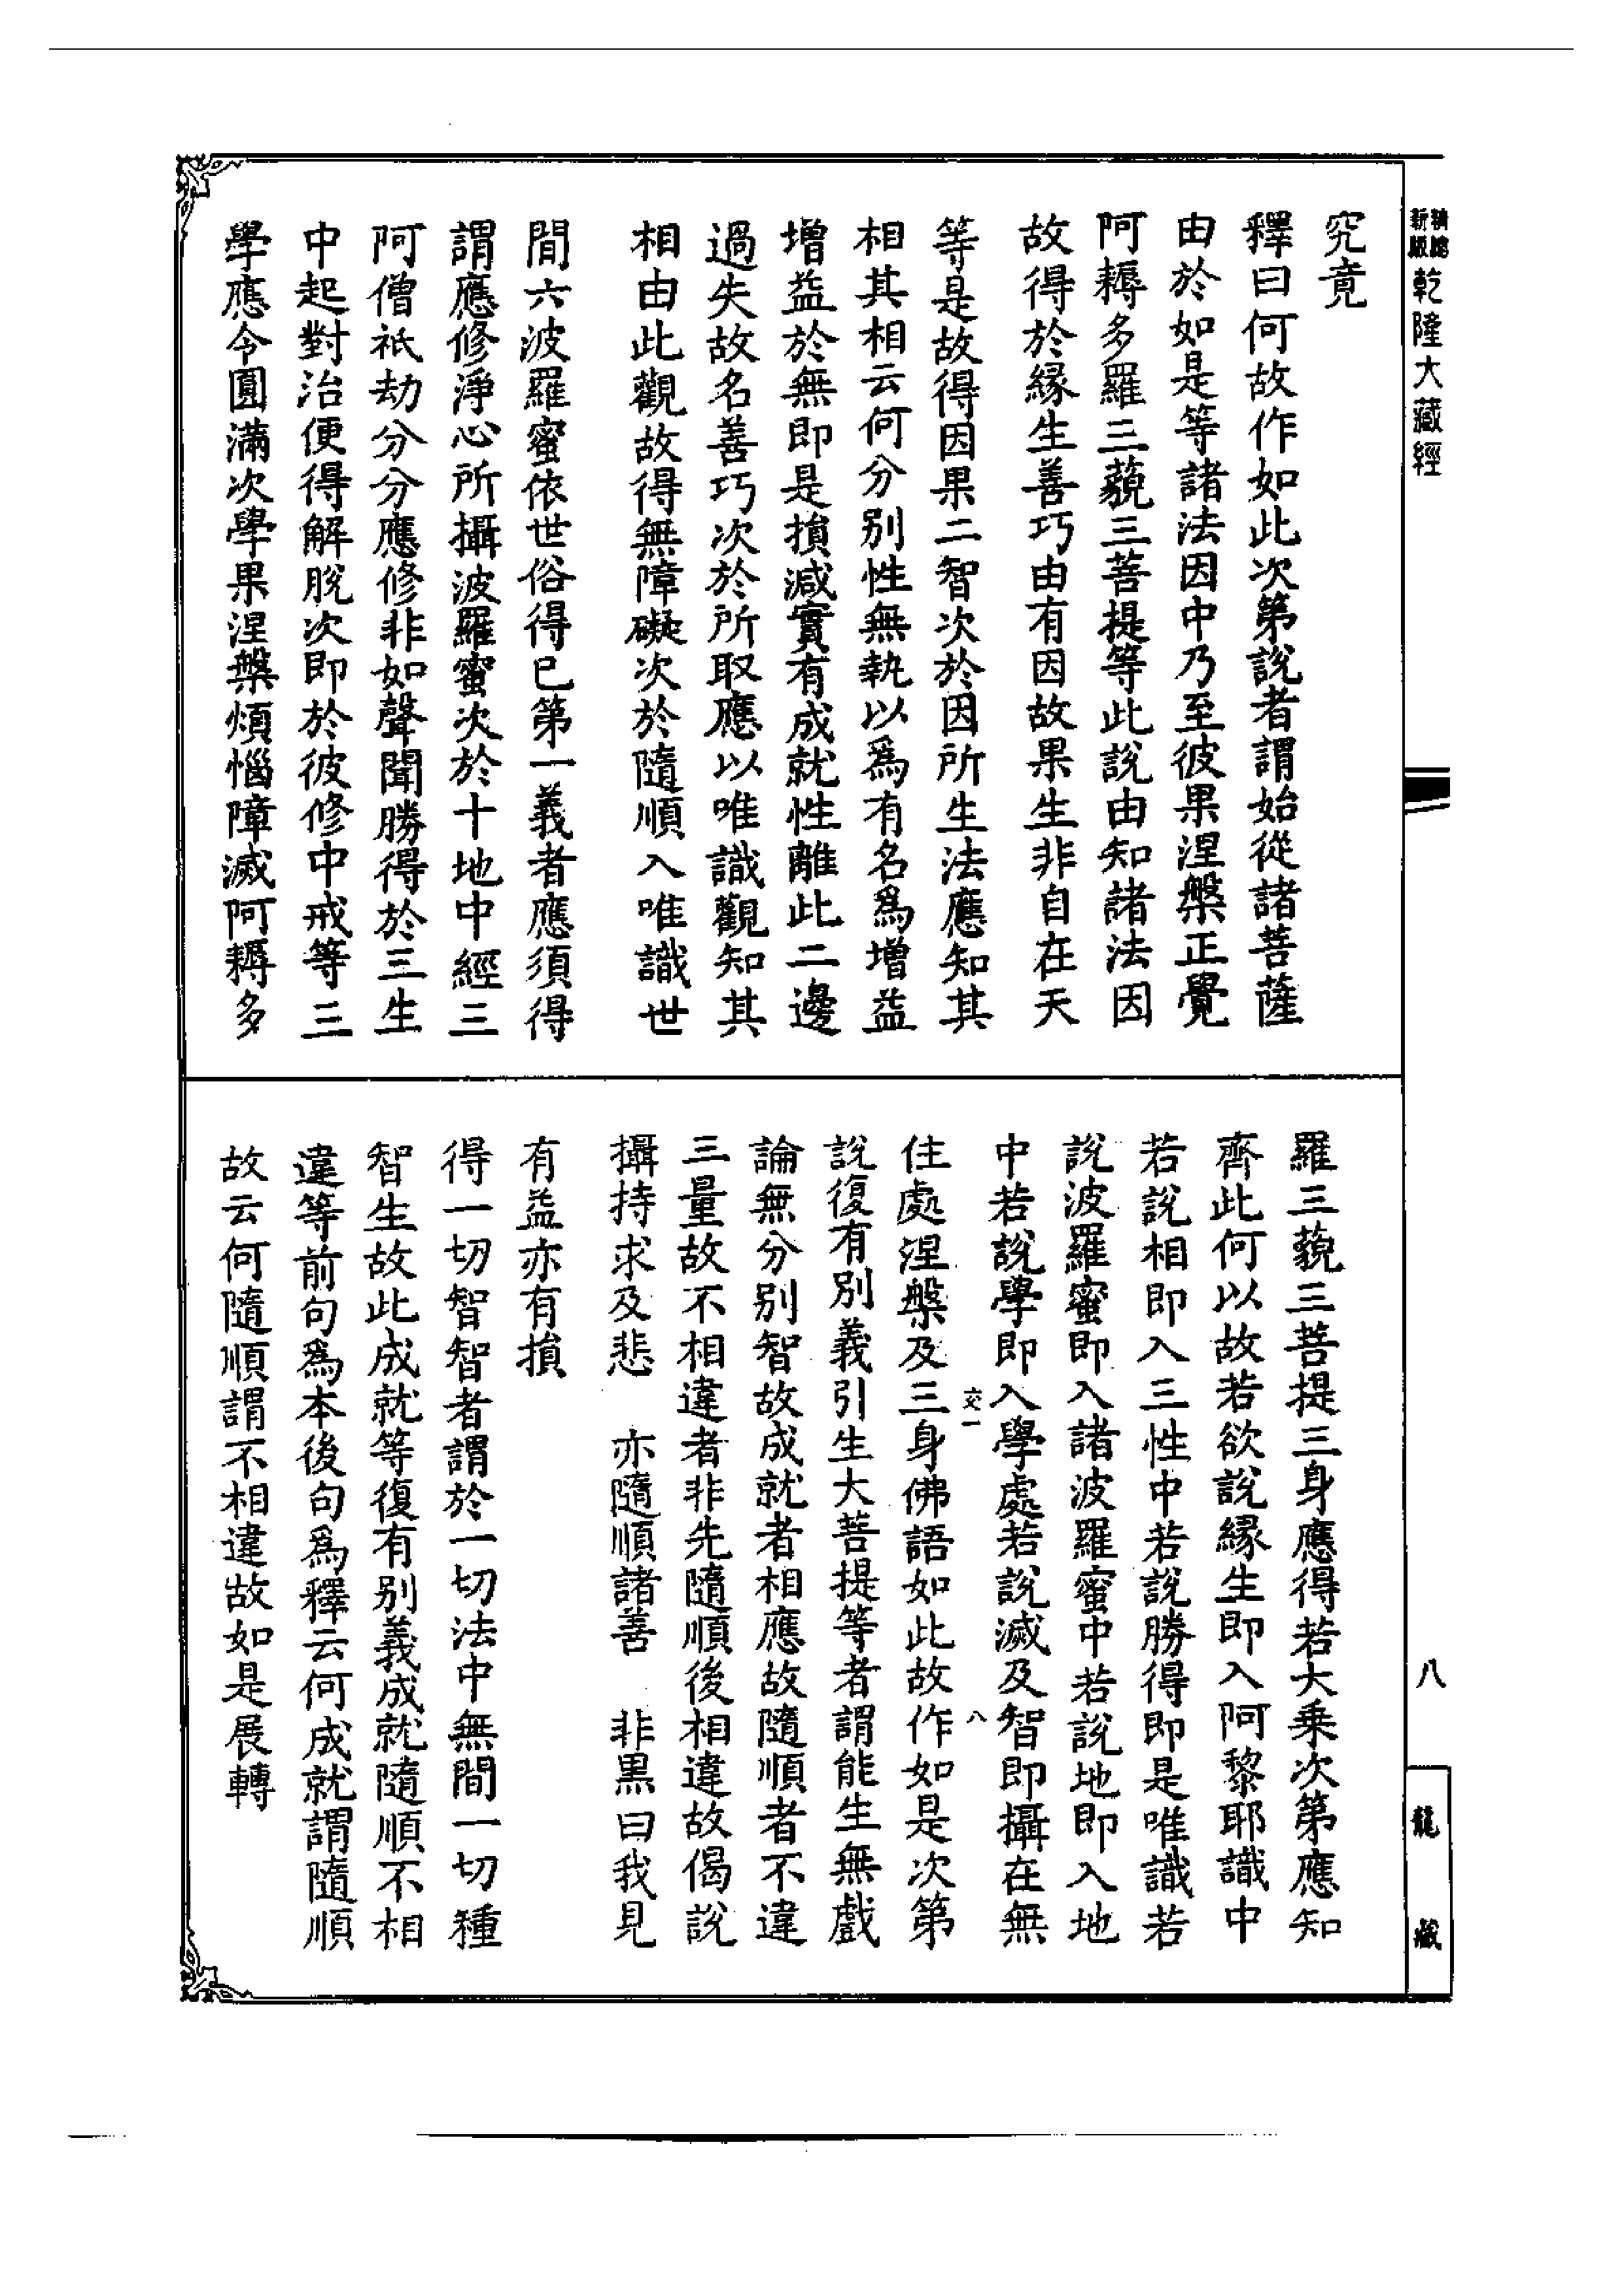 精總
新版
乾隆大藏經
八
龍藏
究竟
釋曰何故作如此次第說者謂始從諸菩薩
由於如是等諸法因中乃至彼果涅槃正覺
阿耨多羅三藐三菩提等此說由知諸法因
故得於緣生善巧由有因故果生非自在天
等是故得因果二智次於因所生法應知其
相其相云何分別性無執以爲有名爲增益
增益於無即是損減實有成就性離此二邊
過失故名善巧次於所取應以唯識觀知其
相由此觀故得無障礙次於隨順入唯識世
間六波羅蜜依世俗得已第一義者應須得
謂應修淨心所攝波羅蜜次於十地中經三
阿僧祇劫分分應修非如聲聞勝得於三生
中起對治便得解脫次即於彼修中戒等三
學應令圓滿次學果涅槃煩惱障滅阿耨多
羅三藐三菩提三身應得若大乘次第應知
齊此何以故若欲說緣生即入阿黎耶識中
若說相即入三性中若說勝得即是唯識若
說波羅蜜即入諸波羅蜜中若說地即入地
中若說學即入學處若說滅及智即攝在無
交一
八
住處涅槃及三身佛語如此故作如是次第
說復有別義引生大菩提等者謂能生無戲
論無分別智故成就者相應故隨順者不違
三量故不相違者非先隨順後相違故偈說
攝持求及悲 亦隨順諸善 非黑曰我見
有益亦有損
得一切智智者謂於一切法中無間一切種
智生故此成就等復有別義成就隨順不相
違等前句爲本後句爲釋云何成就謂隨順
故云何隨順謂不相違故如是展轉